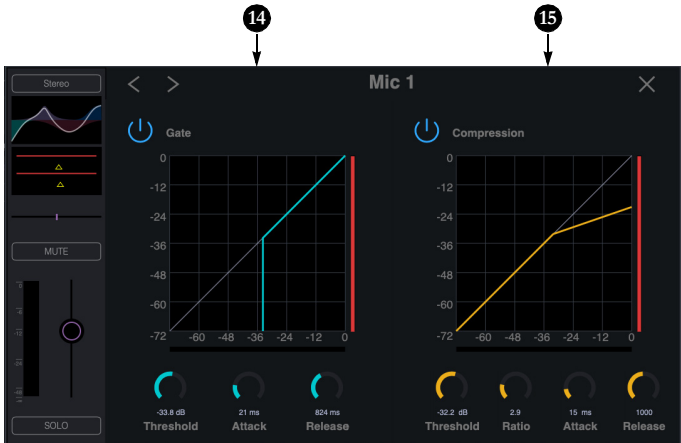 14
15
Stereo
Mic 1
Gate
Compression
0
-12
-24
-36
-48
-60
-72
-60
-48
-36
-24
-12
0
0
-12
-24
-36
-48
-60
-72
-60
-48
-36
-24
-12
0
MUTE
SOLO
-33.8 dB
21 ms
824 ms
Threshold
Attack
Release
-32.2 dB
2.9
15 ms
1000
Threshold
Ratio
Attack
Release